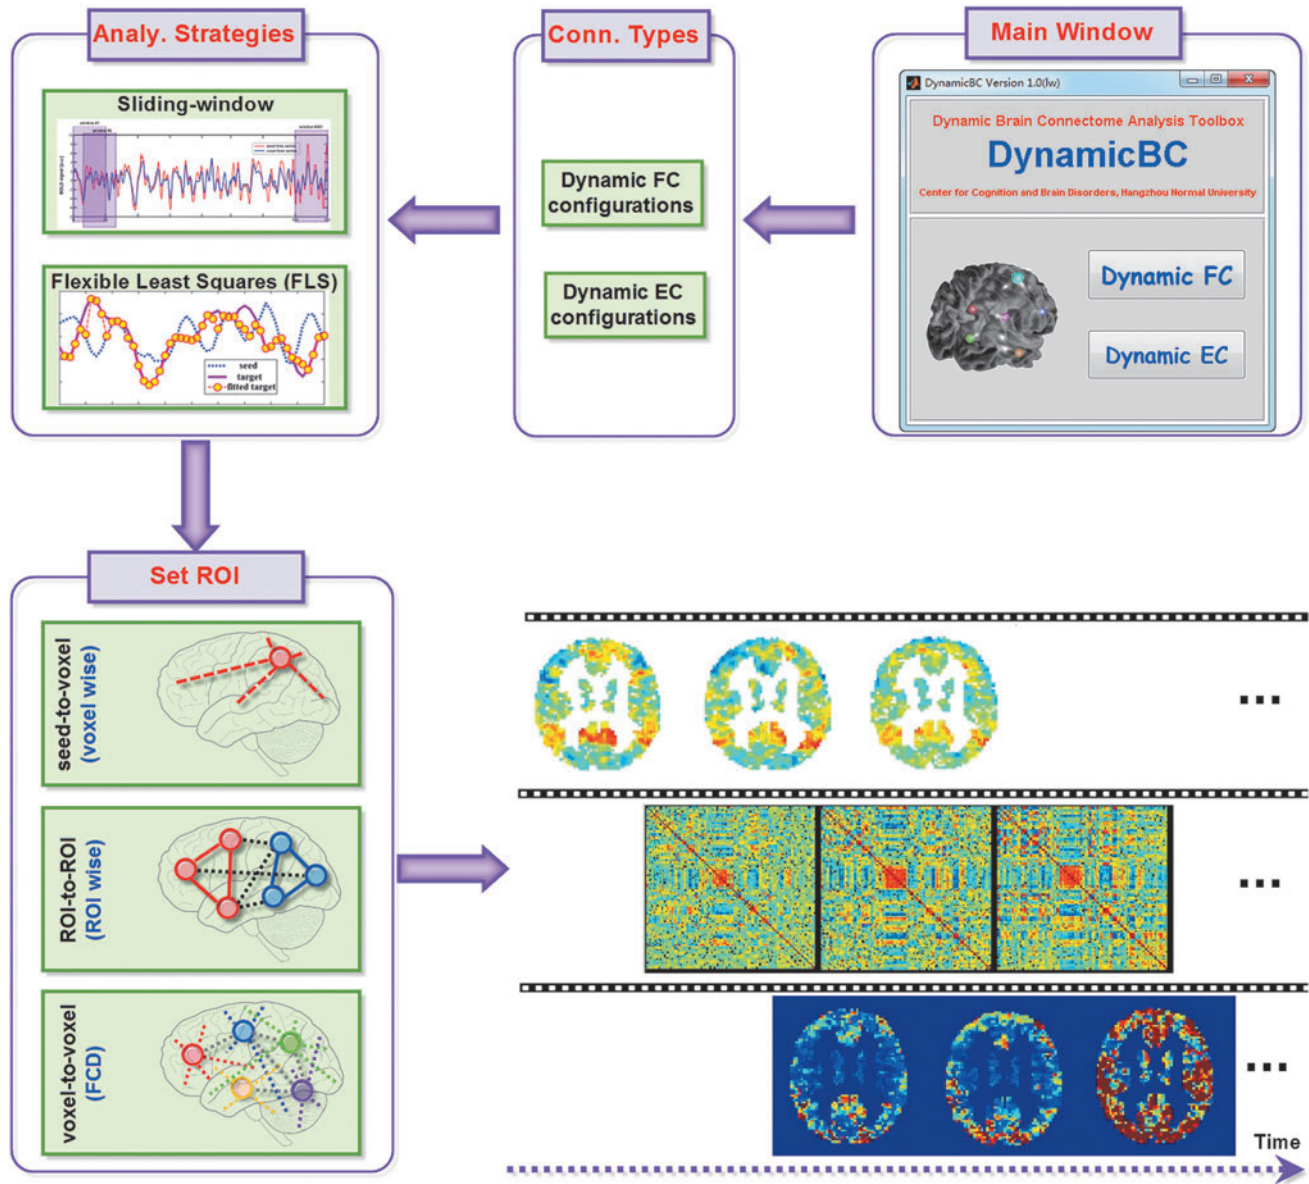 Analy. Strategies
Sliding-window
Flexible Least Squares (FLS)
seed
target
fitted target
Conn. Types
Dynamic FC
configurations
Dynamic EC
configurations
Main Window
DynamicBC Version 1.0(lw)
Dynamic Brain Connectome Analysis Toolbox
DynamicBC
Center for Cognition and Brain Disorders, Hangzhou Normal University
Dynamic FC
Dynamic EC
Set ROI
seed-to-voxel
(voxel wise)
ROI-to-ROI
(ROI wise)
voxel-to-voxel
(FCD)
...
...
...
Time